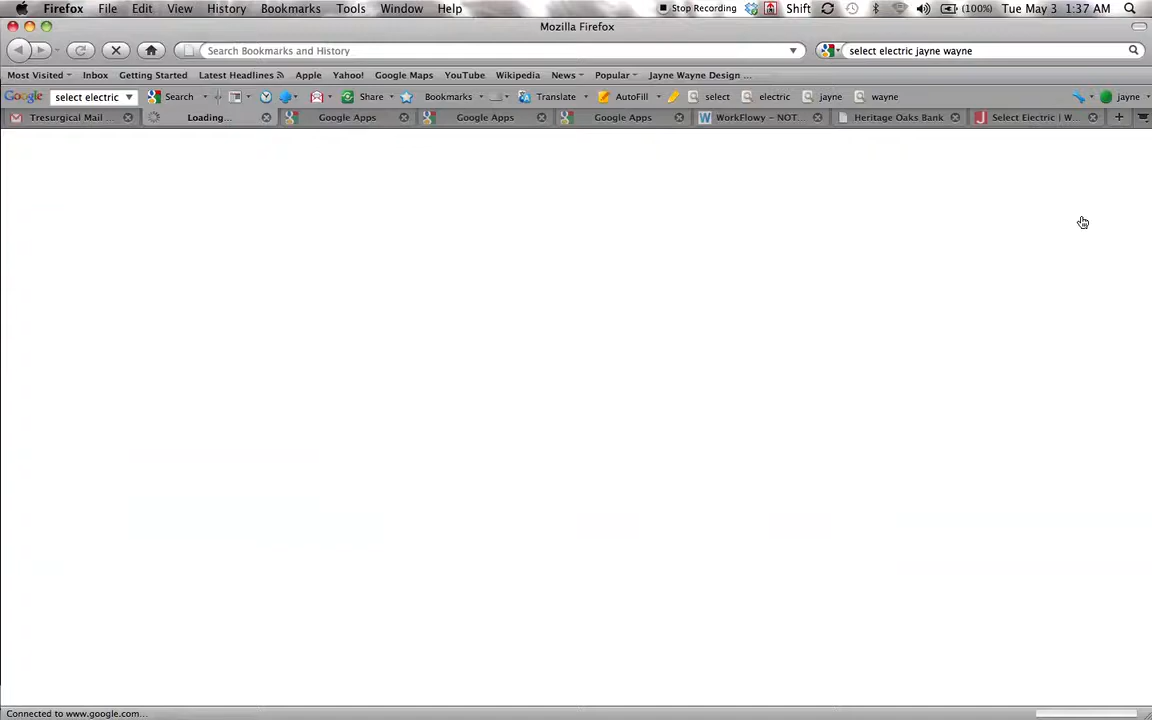 Firefox File Edit View History Bookmarks Tools Window Help Stop Recording Shift (100%) Tue May 3 1:37 AM
Mozilla Firefox
Search Bookmarks and History select electric jayne wayne
Most Visited Inbox Getting Started Latest Headlines Apple Yahoo! Google Maps YouTube Wikipedia News Popular Jayne Wayne Design ...
Google select electric Search Share Bookmarks Translate AutoFill select electric jayne wayne jayne
Tresurgical Mail ... Loading... Google Apps Google Apps Google Apps WorkFlowy – NOT... Heritage Oaks Bank Select Electric | W...
Connected to www.google.com...